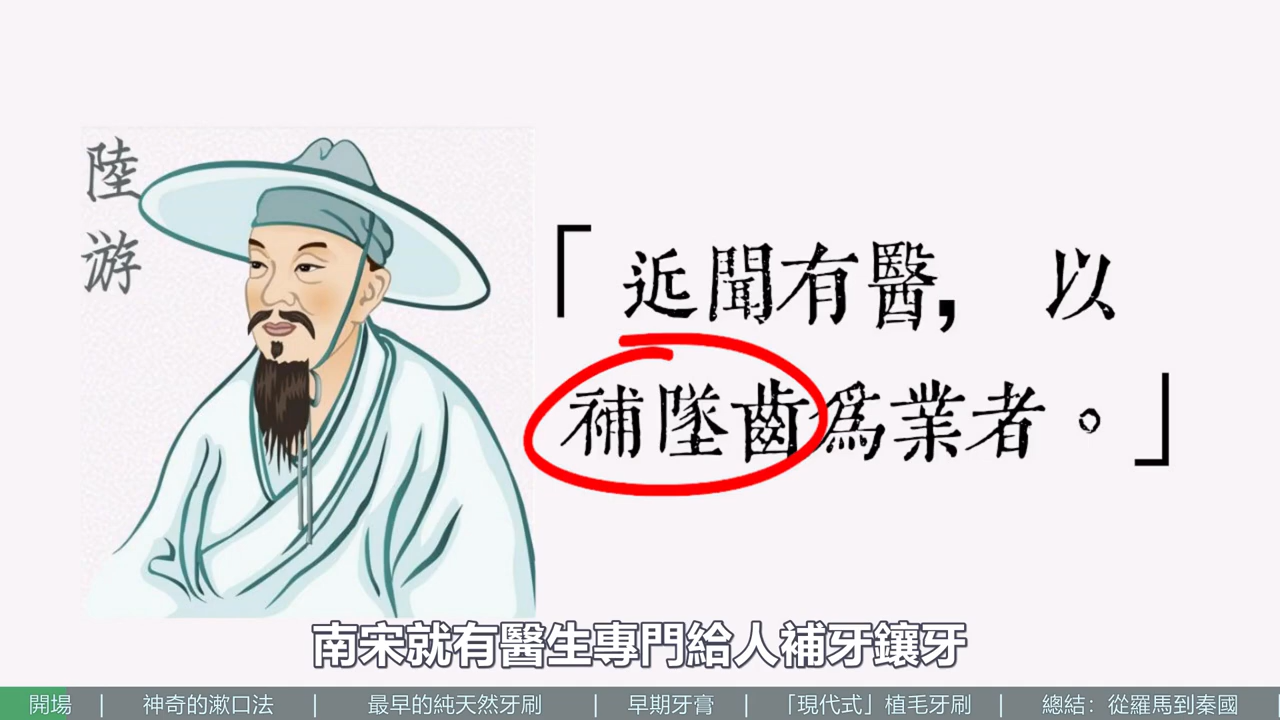 陸游
「近聞有醫, 以
補墜齒為業者。」
南宋就有醫生專門給人補牙鑲牙
開場 | 神奇的漱口法 | 最早的純天然牙刷 | 早期牙膏 | 「現代式」植毛牙刷 | 總結：從羅馬到秦國